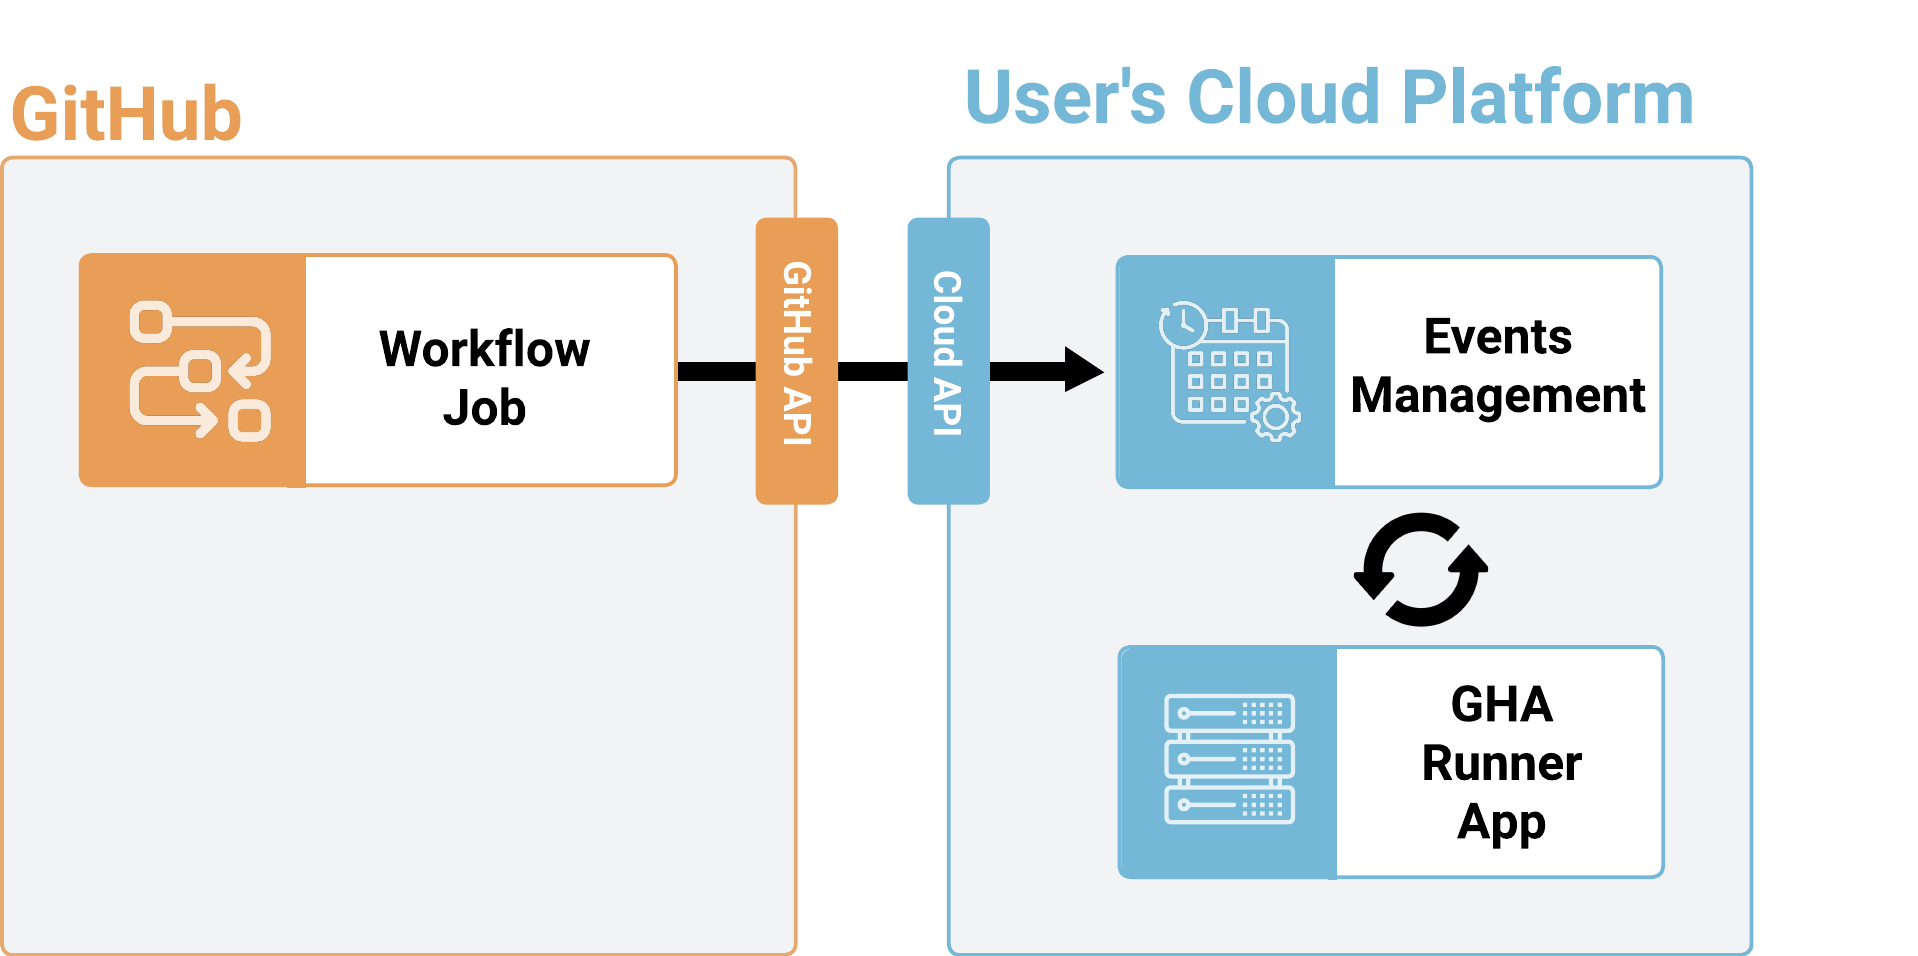 GitHub
User's Cloud Platform
Workflow
Job
GitHub API
Cloud API
Events
Management
GHA
Runner
App